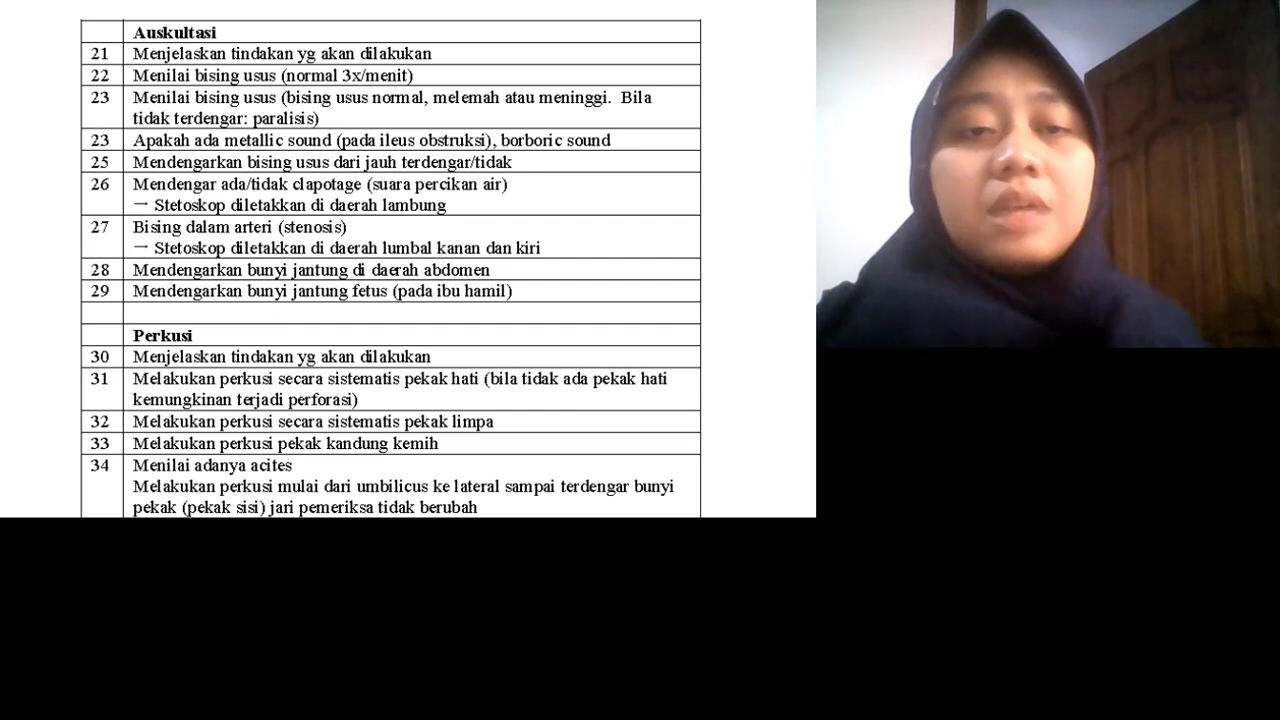 Auskultasi
21 Menjelaskan tindakan yg akan dilakukan
22 Menilai bising usus (normal 3x/menit)
23 Menilai bising usus (bising usus normal, melemah atau meninggi. Bila
tidak terdengar: paralisis)
23 Apakah ada metallic sound (pada ileus obstruksi), borboric sound
25 Mendengarkan bising usus dari jauh terdengar/tidak
26 Mendengar ada/tidak clapotage (suara percikan air)
→ Stetoskop diletakkan di daerah lambung
27 Bising dalam arteri (stenosis)
→ Stetoskop diletakkan di daerah lumbal kanan dan kiri
28 Mendengarkan bunyi jantung di daerah abdomen
29 Mendengarkan bunyi jantung fetus (pada ibu hamil)
Perkusi
30 Menjelaskan tindakan yg akan dilakukan
31 Melakukan perkusi secara sistematis pekak hati (bila tidak ada pekak hati
kemungkinan terjadi perforasi)
32 Melakukan perkusi secara sistematis pekak limpa
33 Melakukan perkusi pekak kandung kemih
34 Menilai adanya acites
Melakukan perkusi mulai dari umbilicus ke lateral sampai terdengar bunyi
pekak (pekak sisi) jari pemeriksa tidak berubah